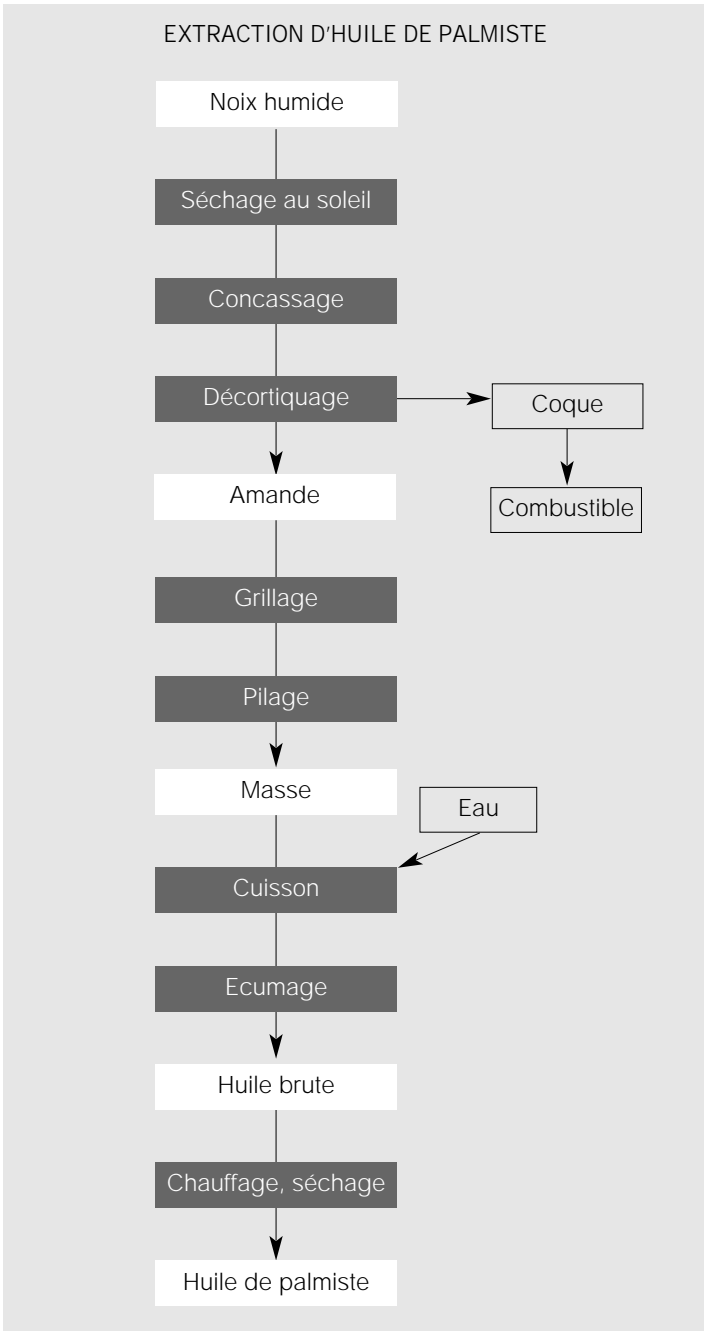 EXTRACTION D'HUILE DE PALMISTE
Noix humide
Séchage au soleil
Concassage
Décortiquage
Coque
Amande
Combustible
Grillage
Pilage
Masse
Eau
Cuisson
Ecumage
Huile brute
Chauffage, séchage
Huile de palmiste